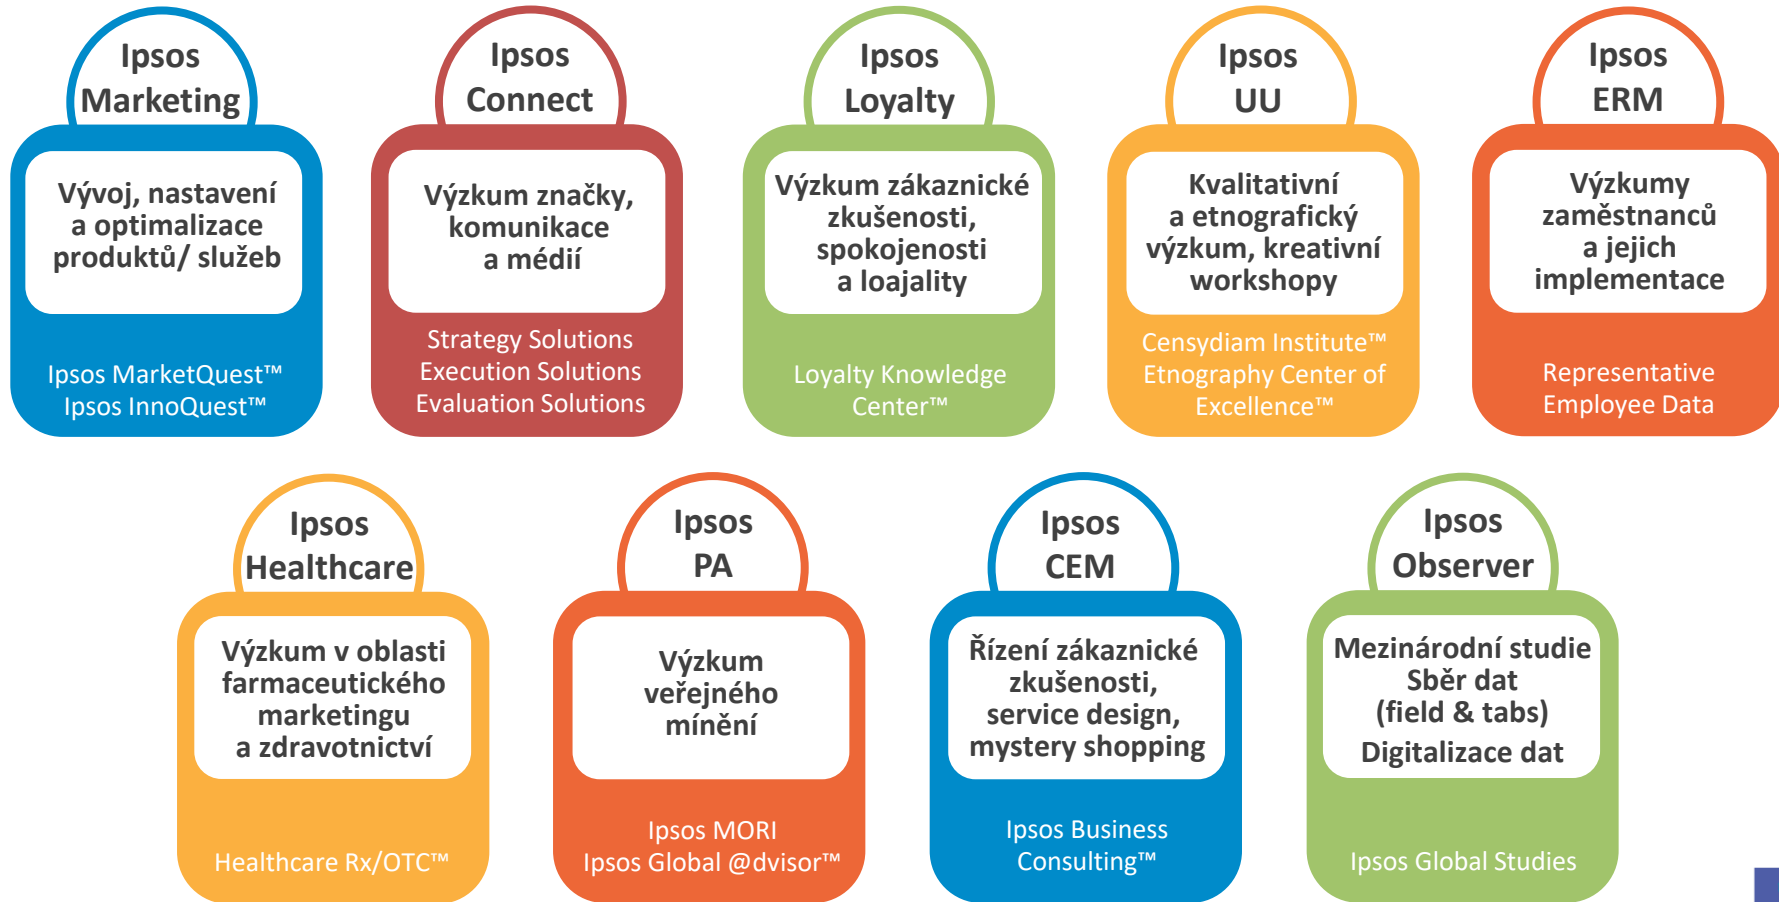 Ipsos
Marketing
Vývoj, nastavení
a optimalizace
produktů/ služeb
Ipsos MarketQuest™
Ipsos InnoQuest™
Ipsos
Connect
Výzkum značky,
komunikace
a médií
Strategy Solutions
Execution Solutions
Evaluation Solutions
Ipsos
Loyalty
Výzkum zákaznické
zkušenosti,
spokojenosti
a loajality
Loyalty Knowledge
Center™
Ipsos
UU
Kvalitativní
a etnografický
výzkum, kreativní
workshopy
Censydiam Institute™
Etnography Center of
Excellence™
Ipsos
ERM
Výzkumy
zaměstnanců
a jejich
implementace
Representative
Employee Data
Ipsos
Healthcare
Výzkum v oblasti
farmaceutického
marketingu
a zdravotnictví
Healthcare Rx/OTC™
Ipsos
PA
Výzkum
veřejného
mínění
Ipsos MORI
Ipsos Global @dvisor™
Ipsos
CEM
Řízení zákaznické
zkušenosti,
service design,
mystery shopping
Ipsos Business
Consulting™
Ipsos
Observer
Mezinárodní studie
Sběr dat
(field & tabs)
Digitalizace dat
Ipsos Global Studies